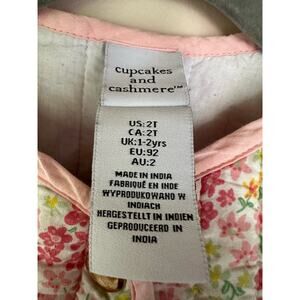 cupcakes
and
cashmere™
US:2T
CA:2T
UK:1-2yrs
EU:92
AU:2
MADE IN INDIA
FABRIQUÉ EN INDE
WYPRODUKOWANO W
INDIACH
HERGESTELLT IN INDIEN
GEPRODUCEERD IN
INDIA